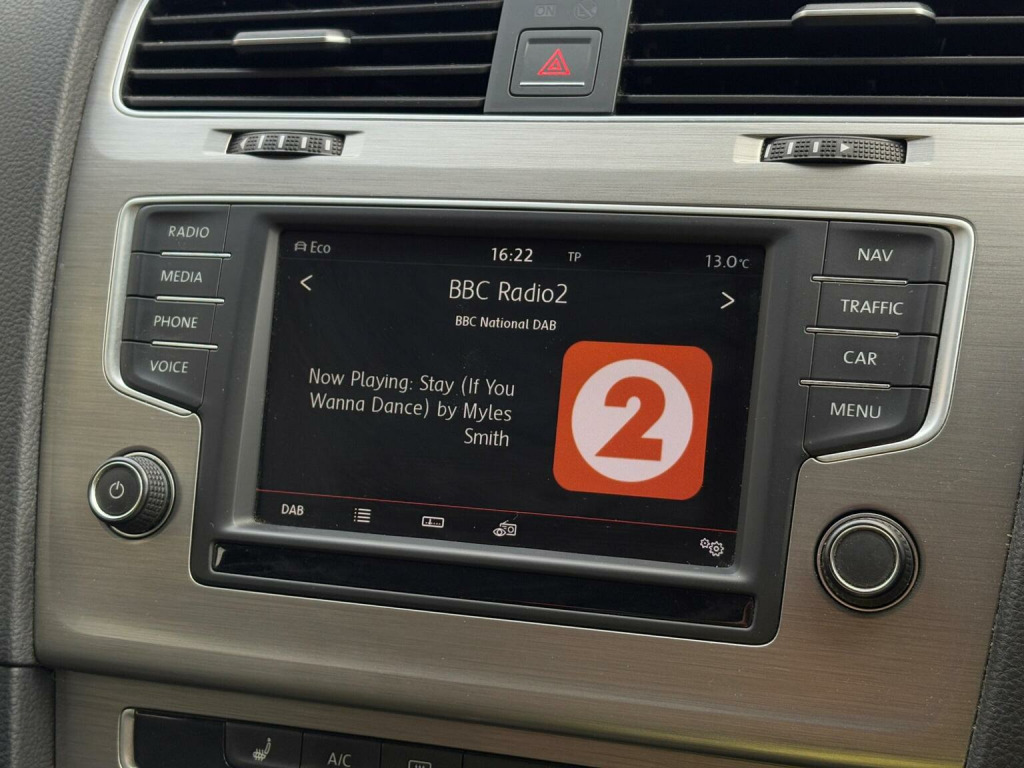 ON
RADIO
MEDIA
PHONE
VOICE
Eco
16:22
TP
13.0°C
<
BBC Radio2
>
BBC National DAB
Now Playing: Stay (If You
Wanna Dance) by Myles
Smith
2
DAB
NAV
TRAFFIC
CAR
MENU
A/C